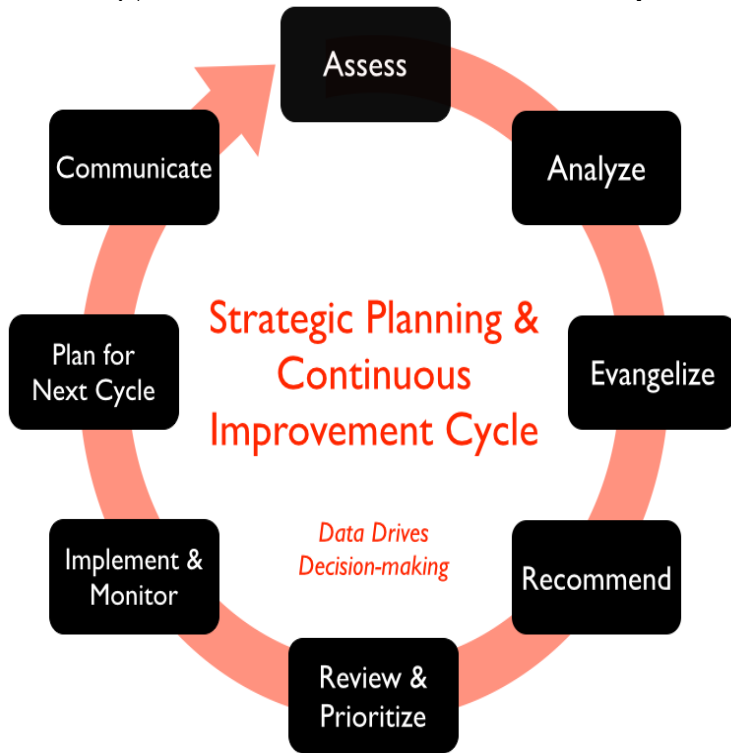 Assess
Analyze
Evangelize
Recommend
Review &
Prioritize
Implement &
Monitor
Plan for
Next Cycle
Communicate
Strategic Planning &
Continuous
Improvement Cycle
Data Drives
Decision-making